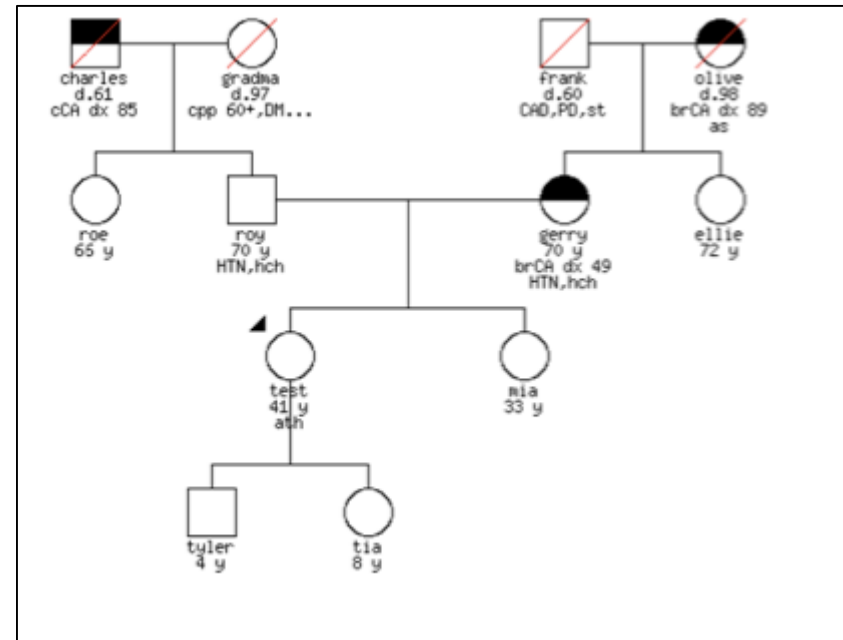 charles
d.61
cCA dx 85
gradma
d.97
cpp 60+,DM...
frank
d.60
CAD,PD,st
olive
d.98
brCA dx 89
as
roe
65 y
roy
70 y
HTN,hch
gerry
70 y
brCA dx 49
HTN,hch
ellie
72 y
test
41 y
ath
mia
33 y
tyler
4 y
tia
8 y